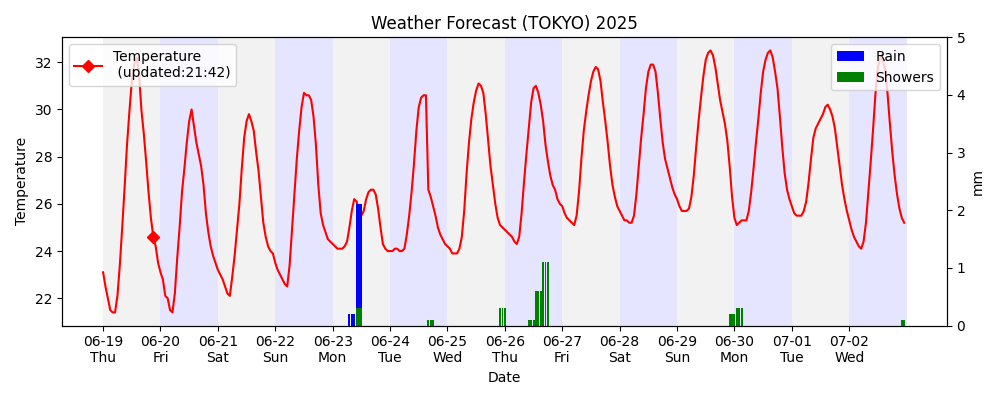 Weather Forecast (TOKYO) 2025
Temperature
(updated:21:42)
Rain
Showers
Temperature
32
30
28
26
24
22
5
4
3
2
1
0
mm
06-19 06-20 06-21 06-22 06-23 06-24 06-25 06-26 06-27 06-28 06-29 06-30 07-01 07-02
Thu Fri Sat Sun Mon Tue Wed Thu Fri Sat Sun Mon Tue Wed
Date